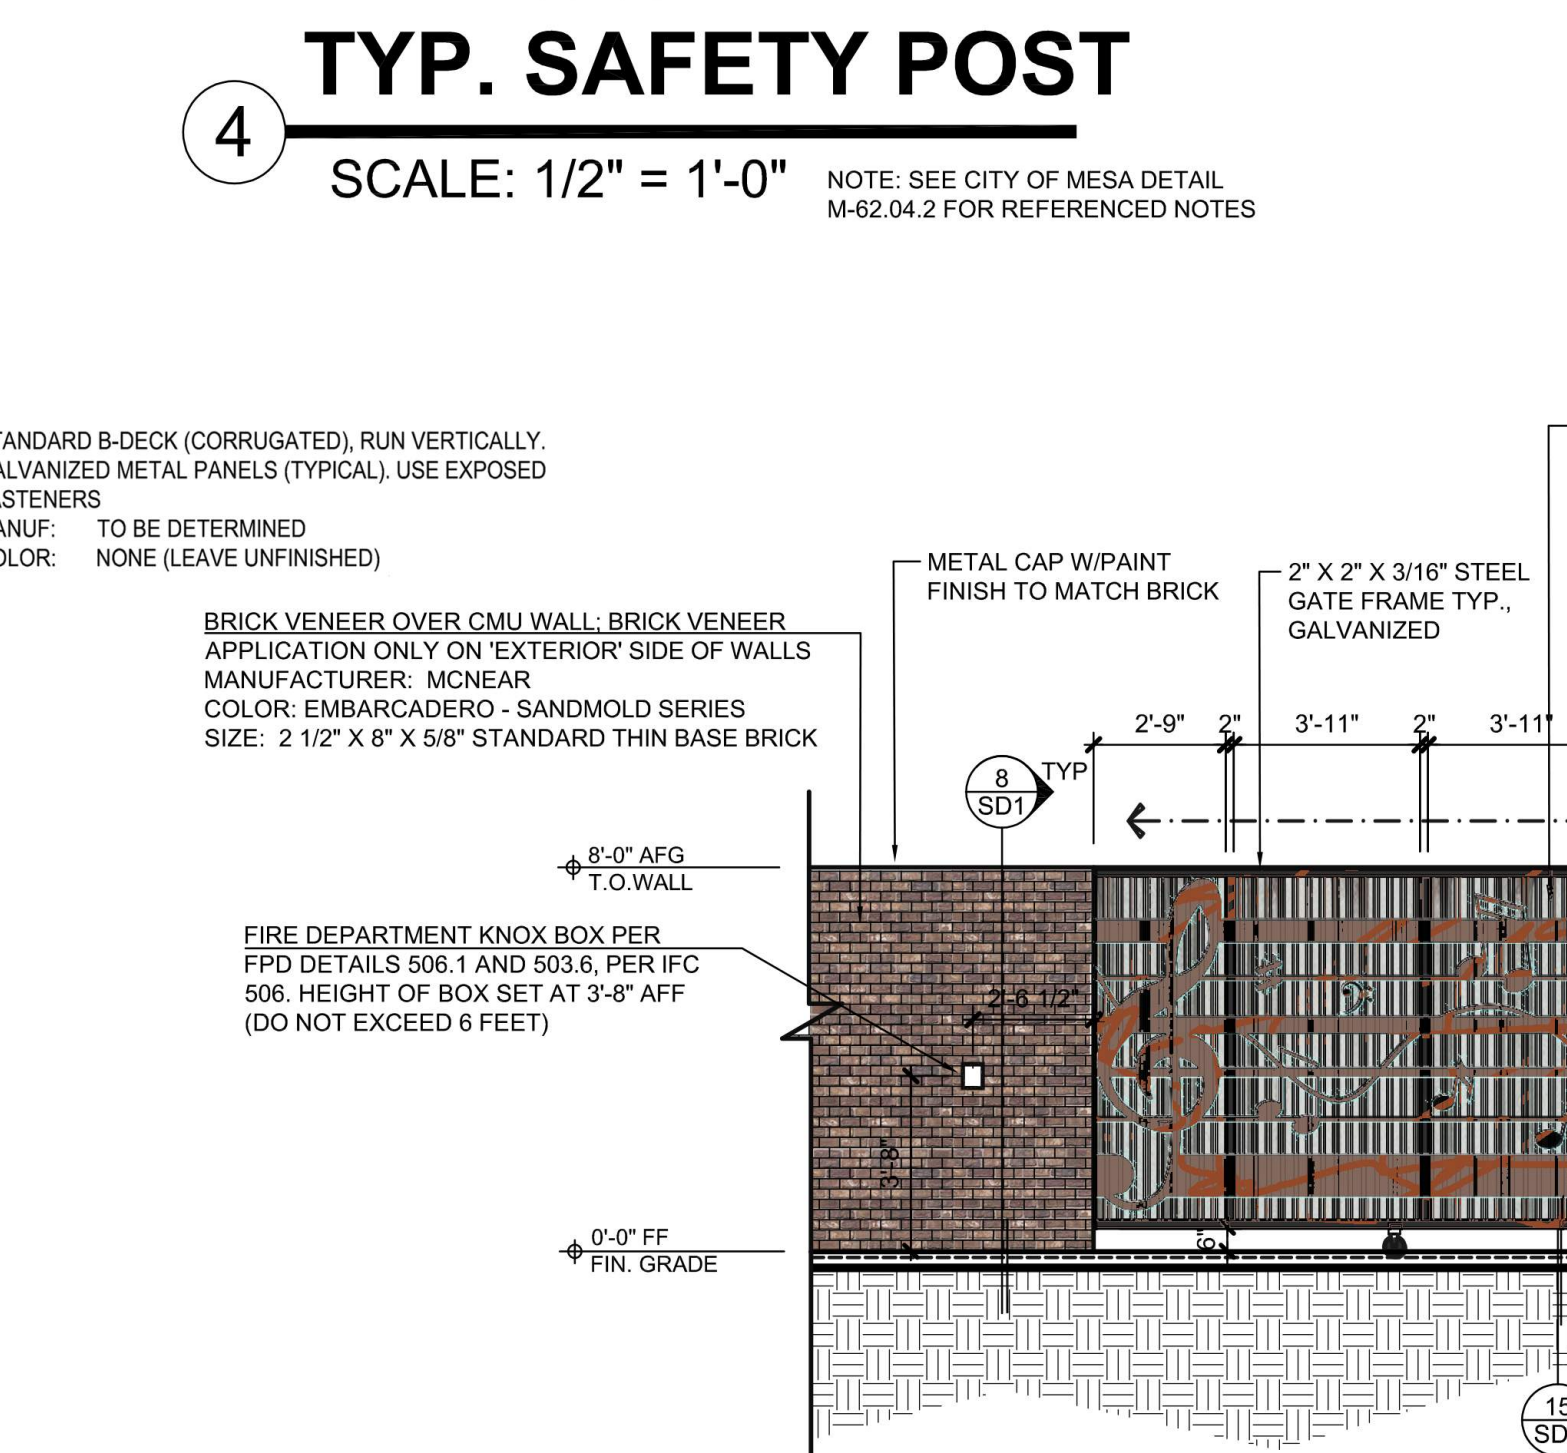 TYP. SAFETY POST
4
SCALE: 1/2" = 1'-0"
NOTE: SEE CITY OF MESA DETAIL
M-62.04.2 FOR REFERENCED NOTES
TANDARD B-DECK (CORRUGATED), RUN VERTICALLY.
ALVANIZED METAL PANELS (TYPICAL). USE EXPOSED
ASTENERS
ANUF: TO BE DETERMINED
OLOR: NONE (LEAVE UNFINISHED)
METAL CAP W/PAINT
FINISH TO MATCH BRICK
2" X 2" X 3/16" STEEL
GATE FRAME TYP.,
GALVANIZED
BRICK VENEER OVER CMU WALL; BRICK VENEER
APPLICATION ONLY ON 'EXTERIOR' SIDE OF WALLS
MANUFACTURER: MCNEAR
COLOR: EMBARCADERO - SANDMOLD SERIES
SIZE: 2 1/2" X 8" X 5/8" STANDARD THIN BASE BRICK
2'-9" 2" 3'-11" 2" 3'-11"
8
SD1
TYP
8'-0" AFG
T.O.WALL
FIRE DEPARTMENT KNOX BOX PER
FPD DETAILS 506.1 AND 503.6, PER IFC
506. HEIGHT OF BOX SET AT 3'-8" AFF
(DO NOT EXCEED 6 FEET)
2'-6 1/2"
3'-8"
0'-0" FF
FIN. GRADE
6"
15
SD